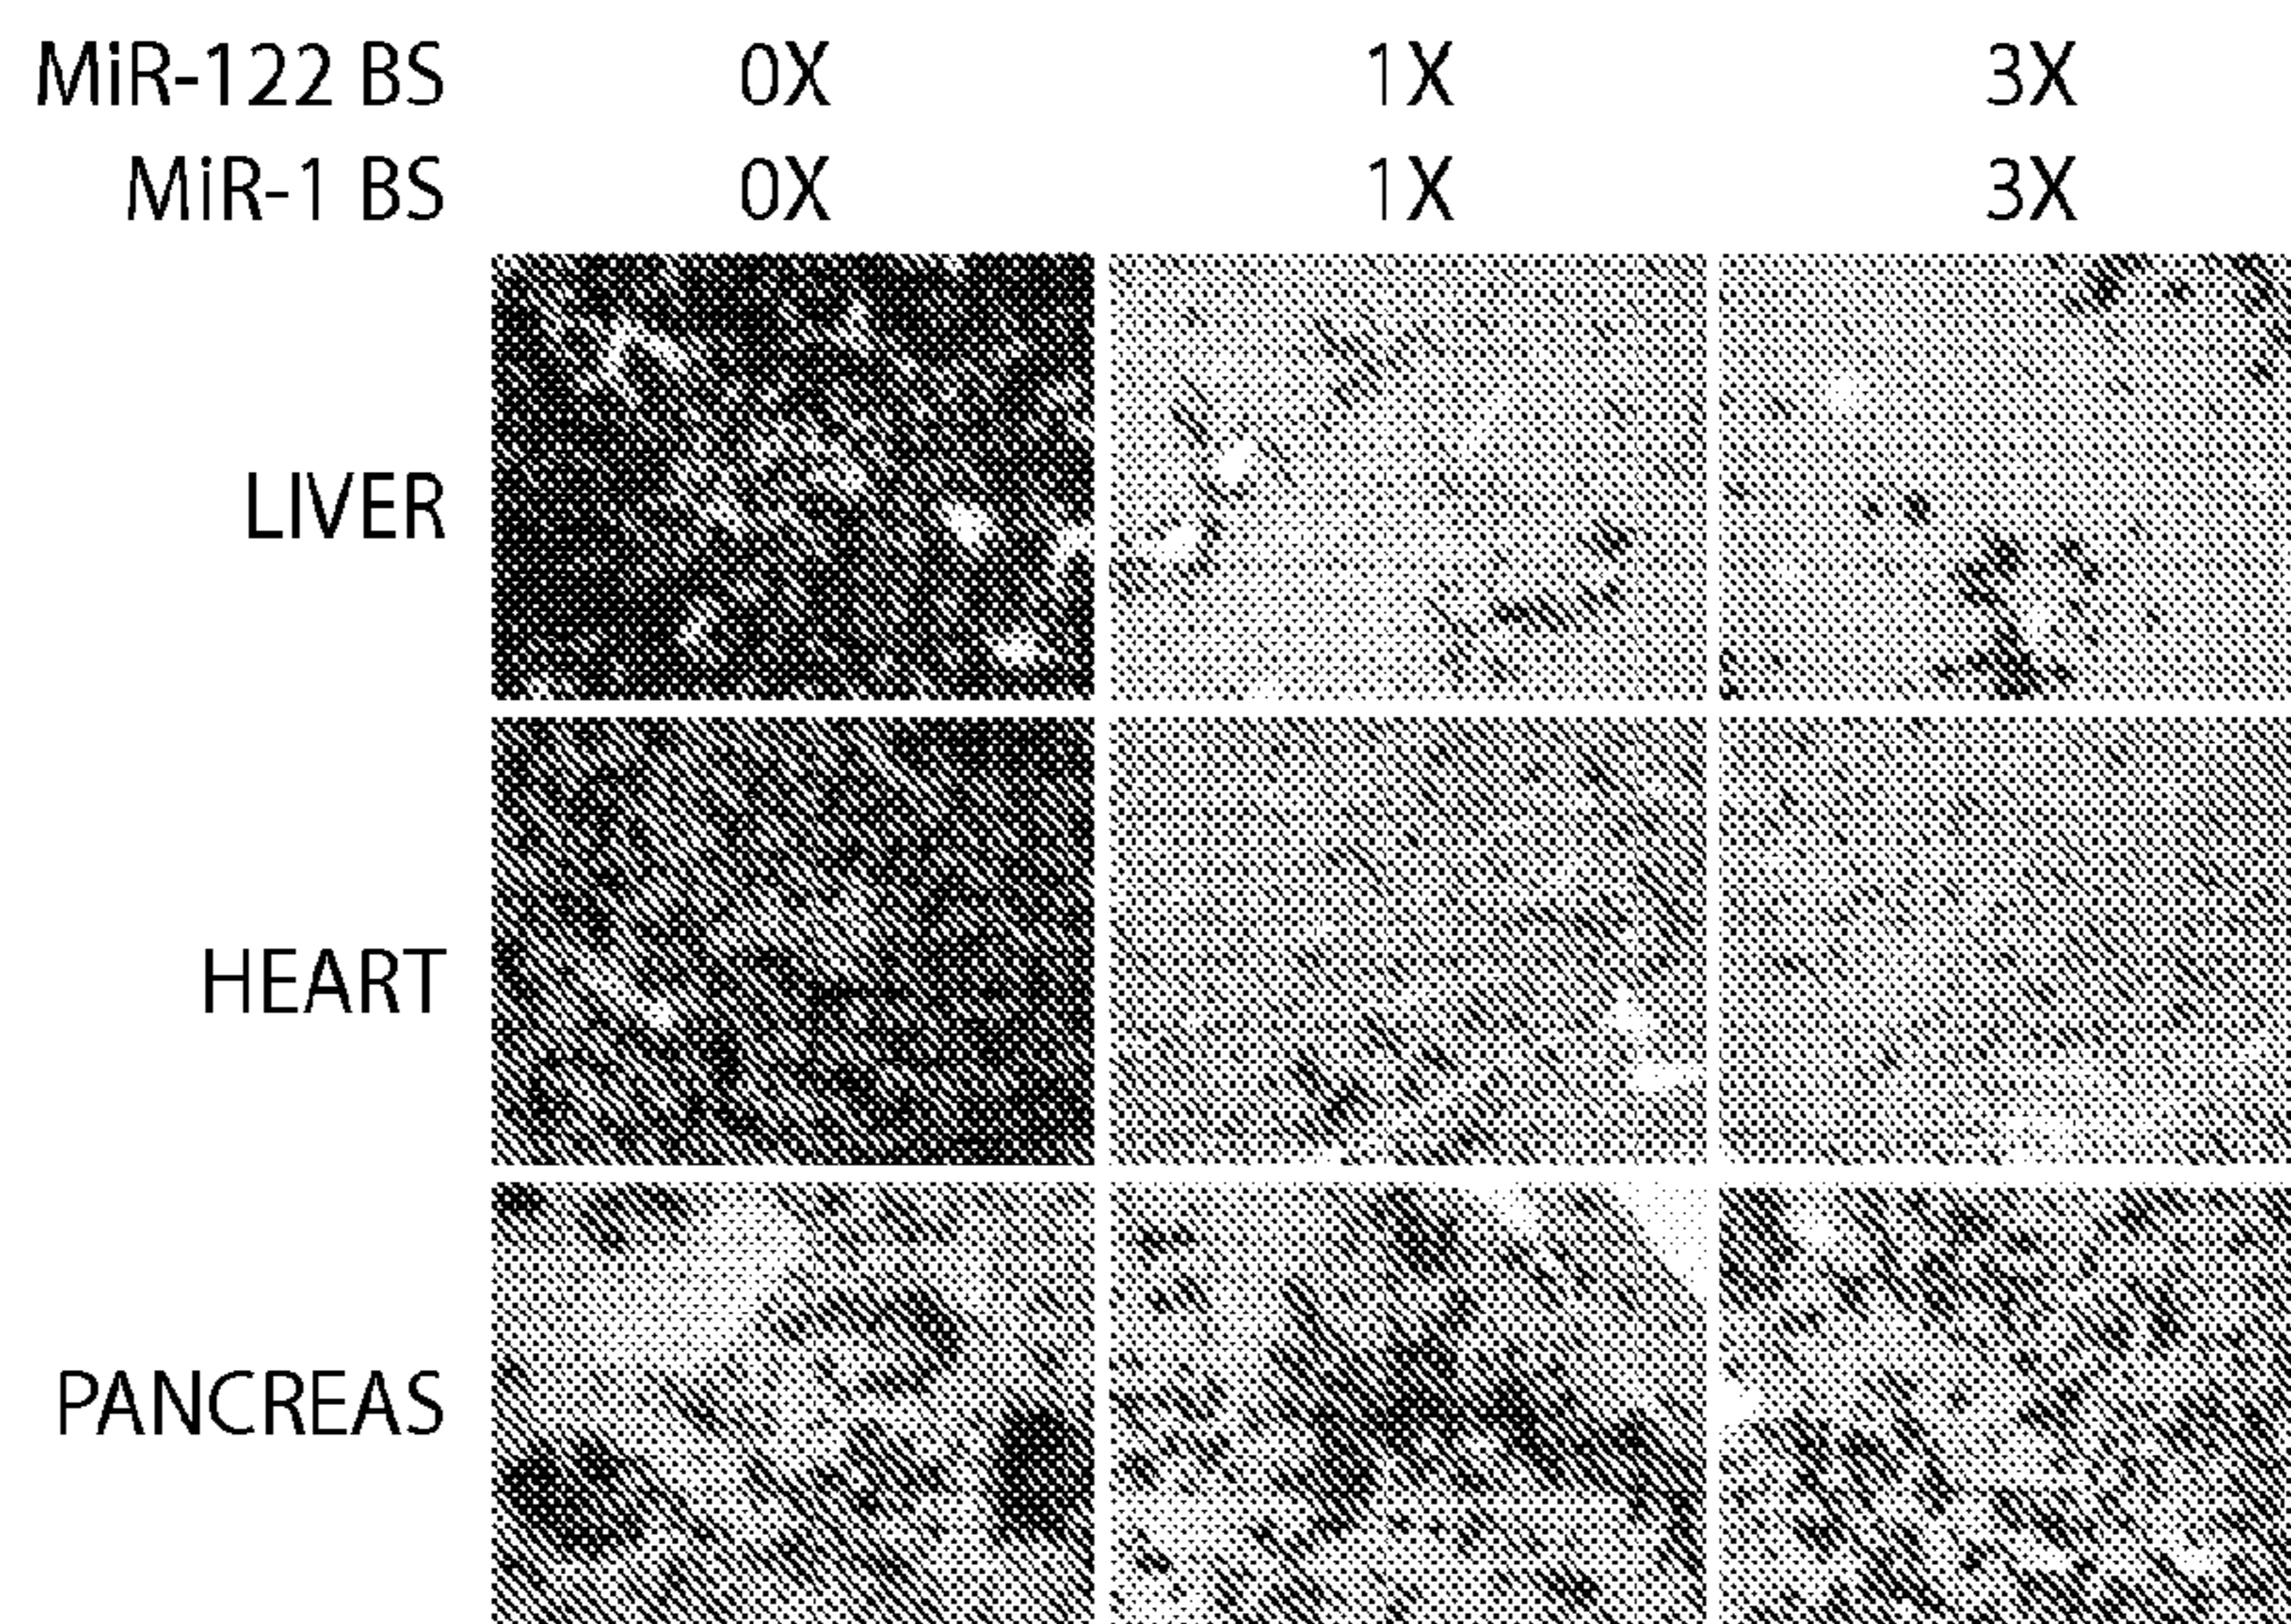 MiR-122 BS 0X 1X 3X
MiR-1 BS 0X 1X 3X
LIVER
HEART
PANCREAS